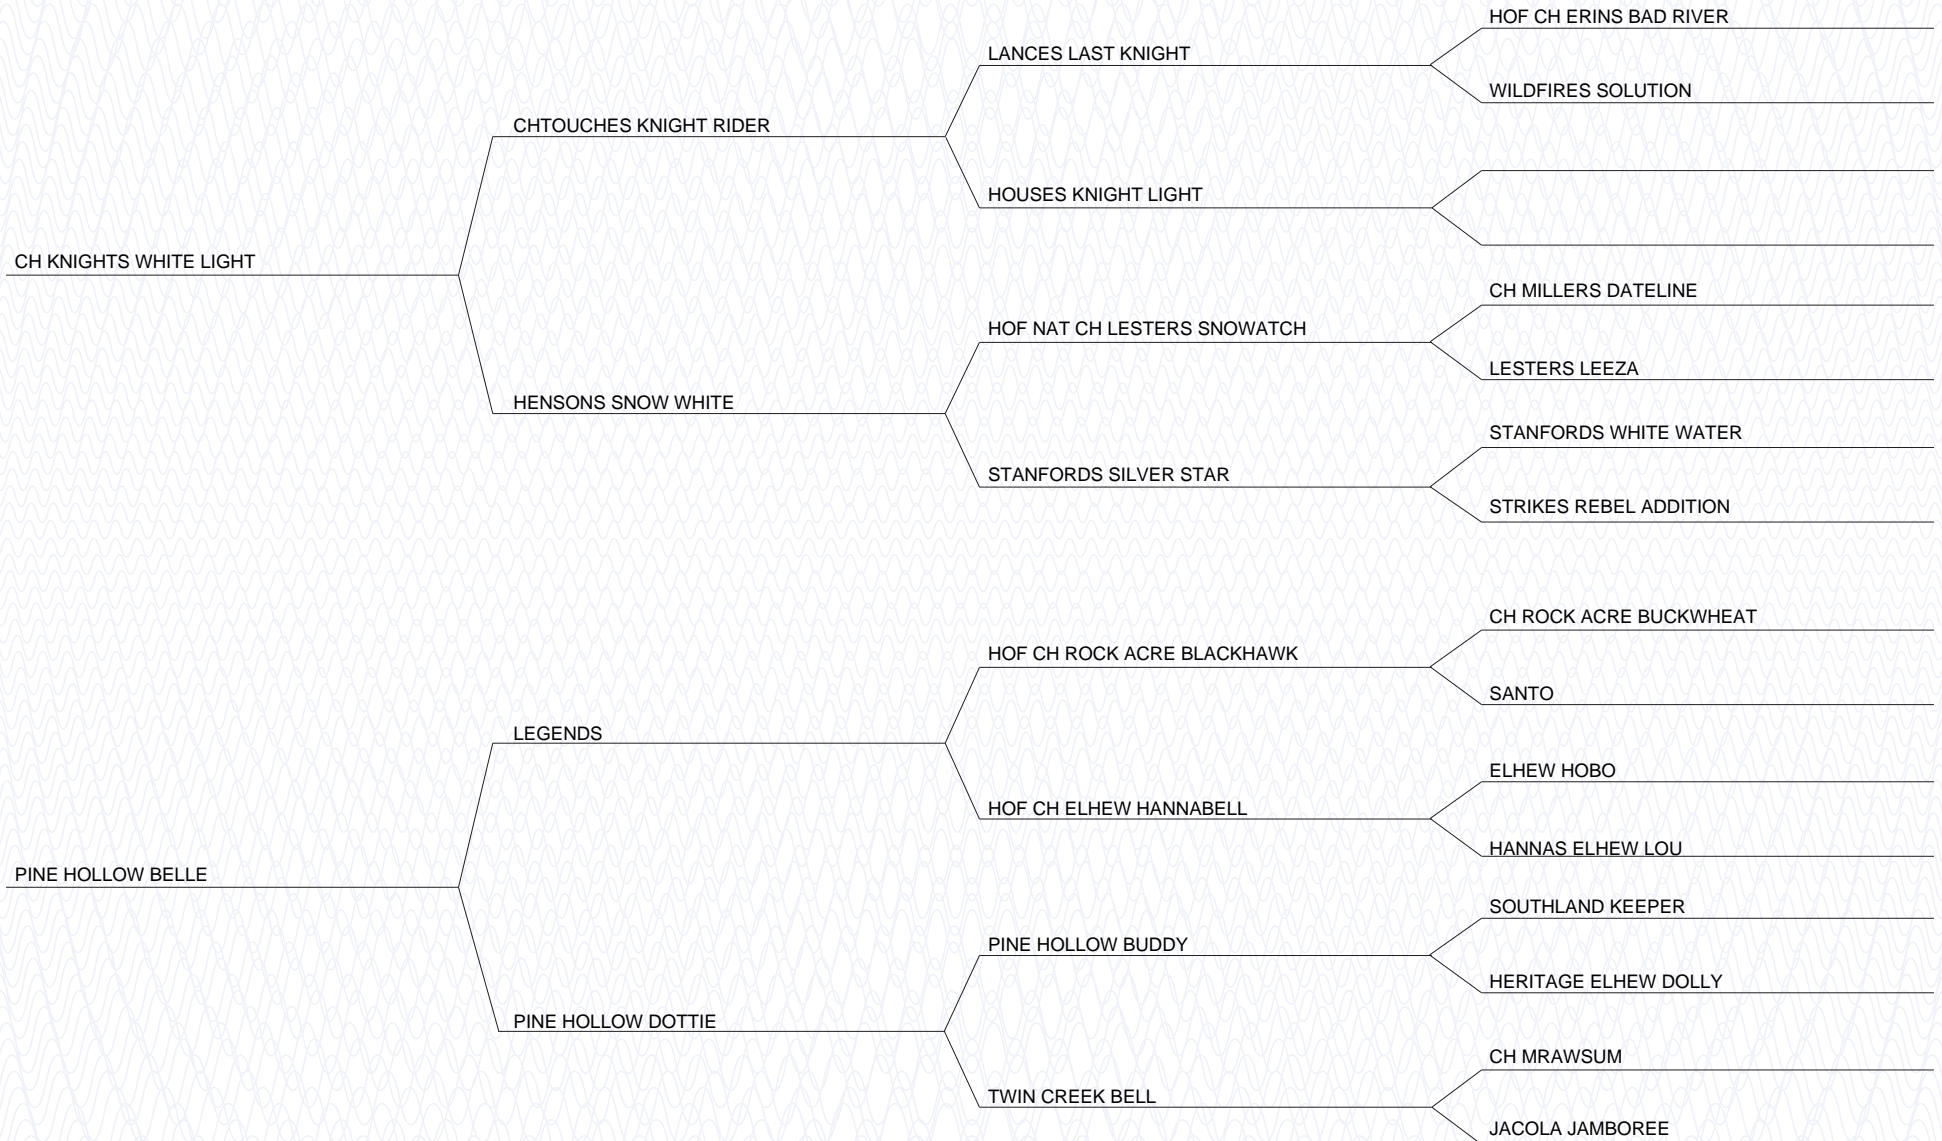 HOF CH ERINS BAD RIVER
LANCES LAST KNIGHT
WILDFIRES SOLUTION
CHTOUCHES KNIGHT RIDER
HOUSES KNIGHT LIGHT
CH KNIGHTS WHITE LIGHT
CH MILLERS DATELINE
HOF NAT CH LESTERS SNOWATCH
LESTERS LEEZA
HENSONS SNOW WHITE
STANFORDS WHITE WATER
STANFORDS SILVER STAR
STRIKES REBEL ADDITION
CH ROCK ACRE BUCKWHEAT
HOF CH ROCK ACRE BLACKHAWK
SANTO
LEGENDS
ELHEW HOBO
HOF CH ELHEW HANNABELL
HANNAS ELHEW LOU
PINE HOLLOW BELLE
SOUTHLAND KEEPER
PINE HOLLOW BUDDY
HERITAGE ELHEW DOLLY
PINE HOLLOW DOTTIE
CH MRAWSUM
TWIN CREEK BELL
JACOLA JAMBOREE